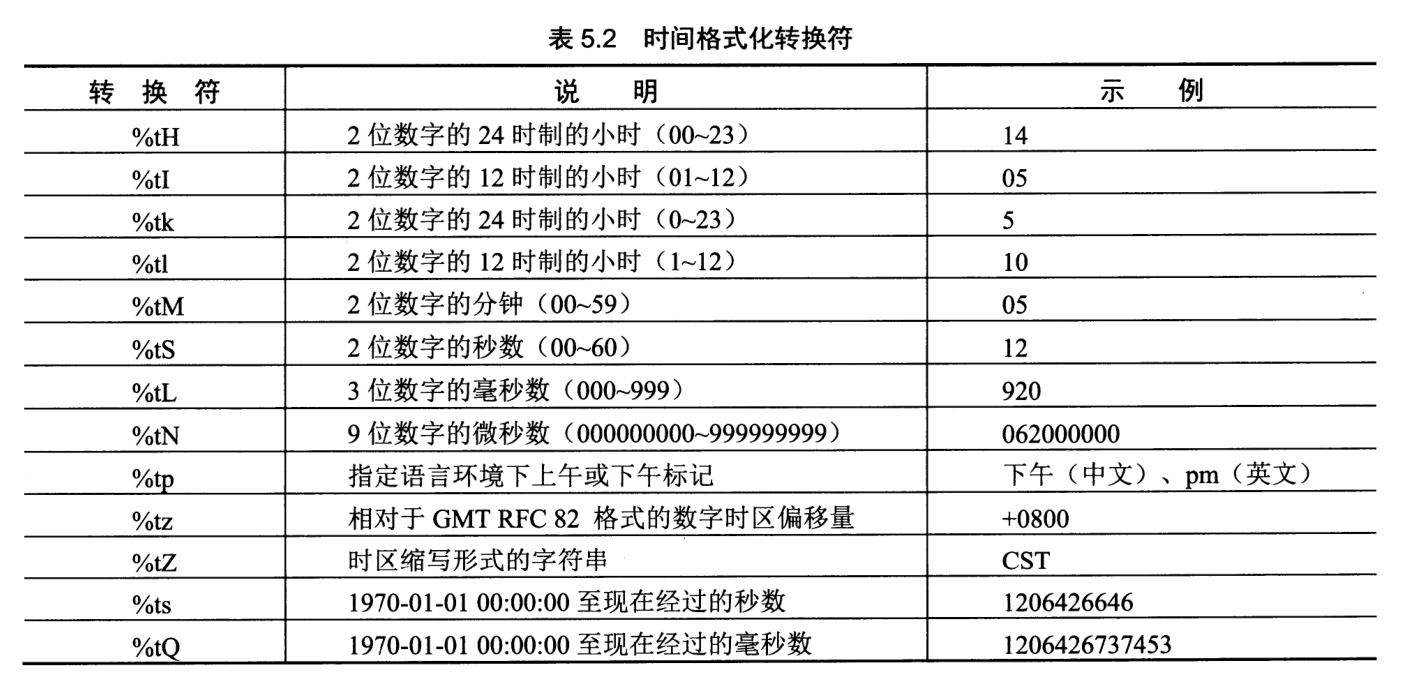 表 5.2 时间格式化转换符
转 换 符 说 明 示 例
%tH 2 位数字的 24 时制的小时（00~23） 14
%tI 2 位数字的 12 时制的小时（01~12） 05
%tk 2 位数字的 24 时制的小时（0~23） 5
%tl 2 位数字的 12 时制的小时（1~12） 10
%tM 2 位数字的分钟（00~59） 05
%tS 2 位数字的秒数（00~60） 12
%tL 3 位数字的毫秒数（000~999） 920
%tN 9 位数字的微秒数（000000000~999999999） 062000000
%tp 指定语言环境下上午或下午标记 下午（中文）、pm（英文）
%tz 相对于 GMT RFC 82 格式的数字时区偏移量 +0800
%tZ 时区缩写形式的字符串 CST
%ts 1970-01-01 00:00:00 至现在经过的秒数 1206426646
%tQ 1970-01-01 00:00:00 至现在经过的毫秒数 1206426737453